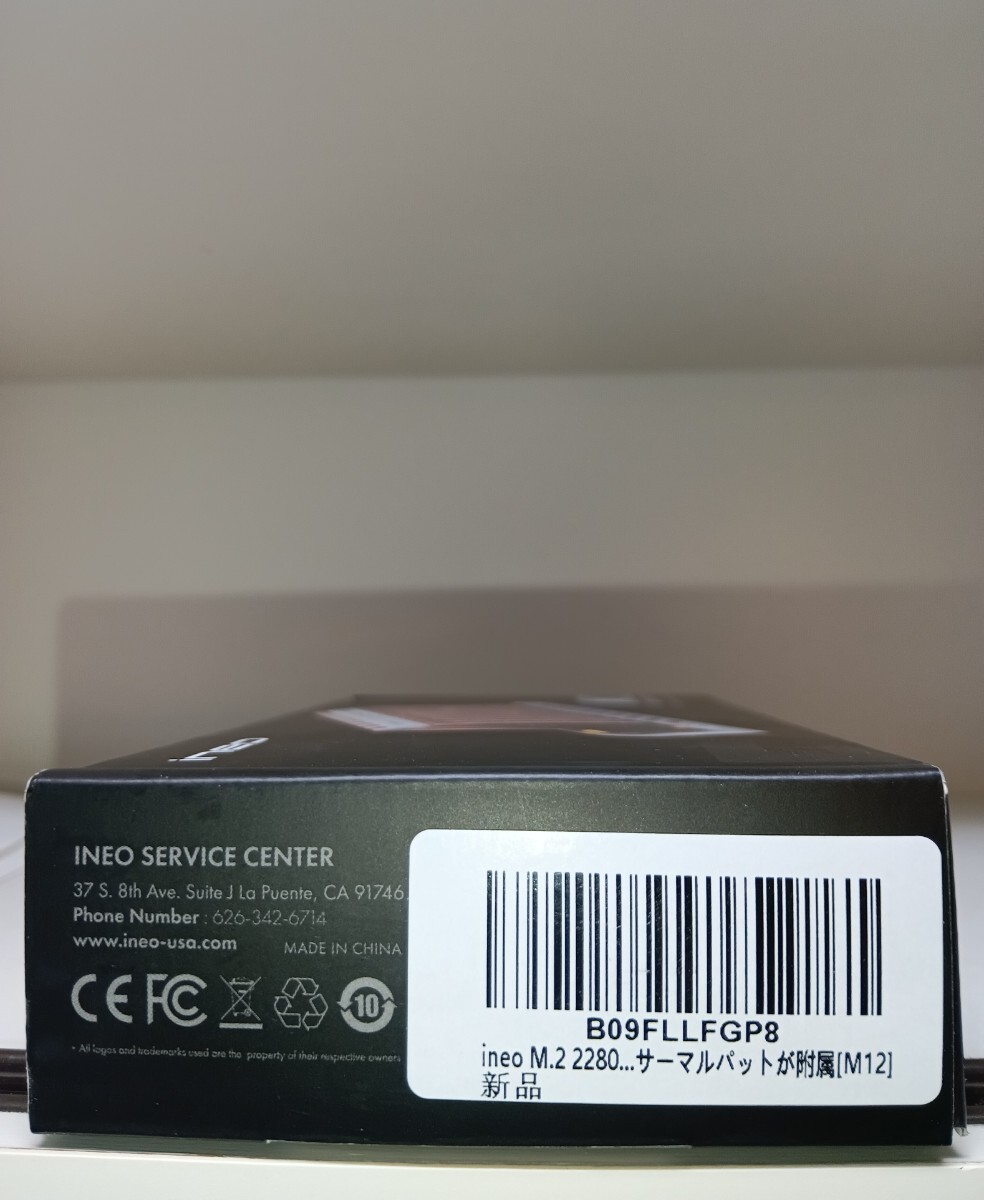 ineo
INEO SERVICE CENTER
37 S. 8th Ave. Suite J La Puente, CA 91746.
Phone Number : 626-342-6714
www.ineo-usa.com
MADE IN CHINA
CE FC
10
* All logos and trademarks used are the property of their respective owners
B09FLLFGP8
ineo M.2 2280...サーマルパットが附属[M12]
新品